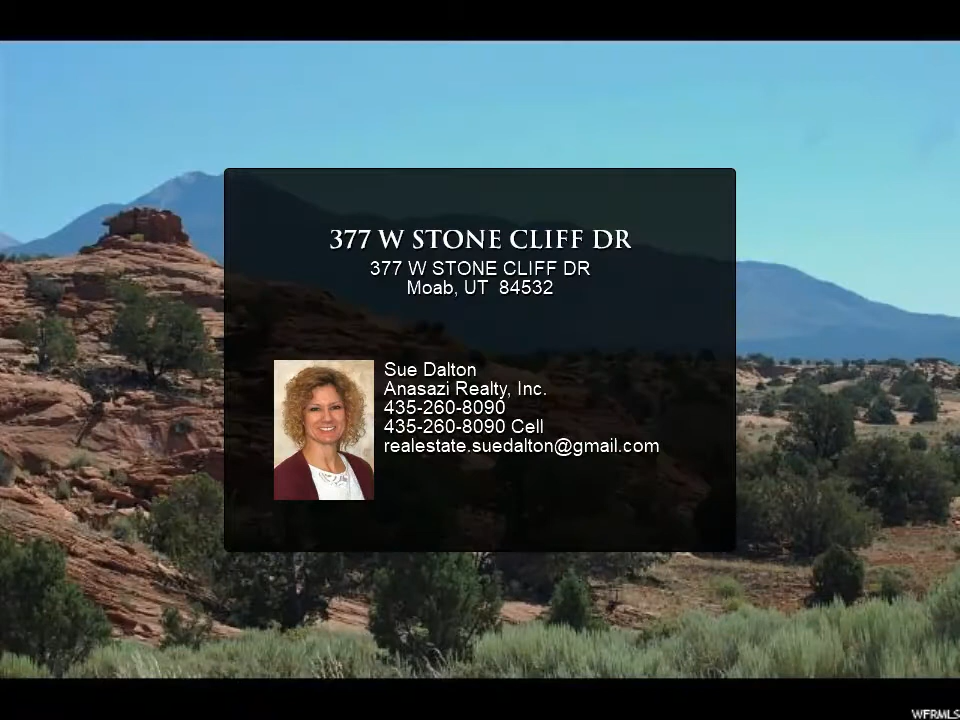 377 W STONE CLIFF DR
377 W STONE CLIFF DR
Moab, UT 84532
Sue Dalton
Anasazi Realty, Inc.
435-260-8090
435-260-8090 Cell
realestate.suedalton@gmail.com
WFRMLS